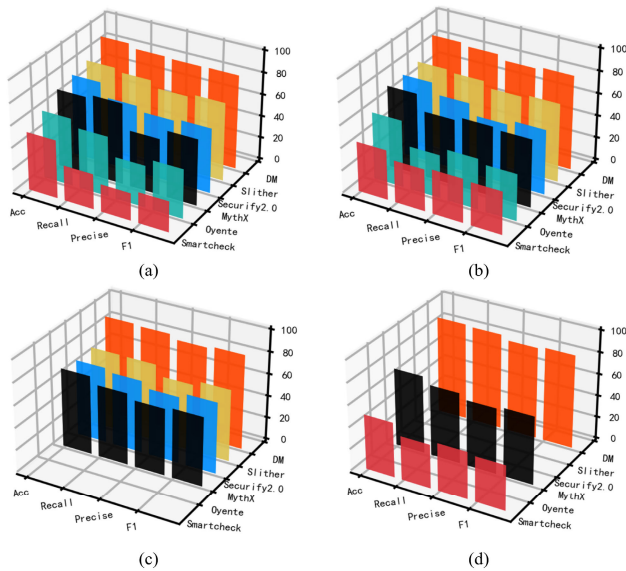 100
80
60
40
20
0
DM
Slither
Securify2.0
MythX
Oyente
Smartcheck
Acc
Recall
Precise
F1
(a)
100
80
60
40
20
0
DM
Slither
Securify2.0
MythX
Oyente
Smartcheck
Acc
Recall
Precise
F1
(b)
100
80
60
40
20
0
DM
Slither
Securify2.0
MythX
Oyente
Smartcheck
Acc
Recall
Precise
F1
(c)
100
80
60
40
20
0
DM
Slither
Securify2.0
MythX
Oyente
Smartcheck
Acc
Recall
Precise
F1
(d)